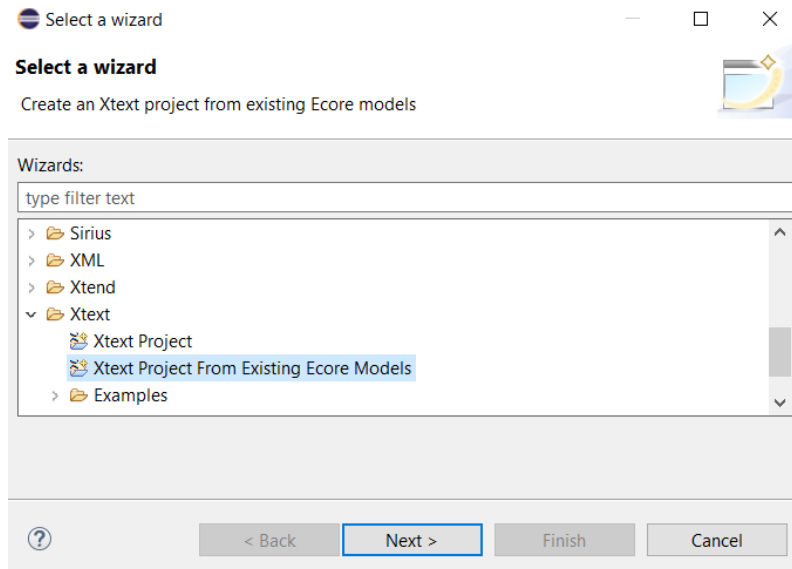 Select a wizard
Select a wizard
Create an Xtext project from existing Ecore models
Wizards:
type filter text
Sirius
XML
Xtend
Xtext
Xtext Project
Xtext Project From Existing Ecore Models
Examples
?
< Back
Next >
Finish
Cancel